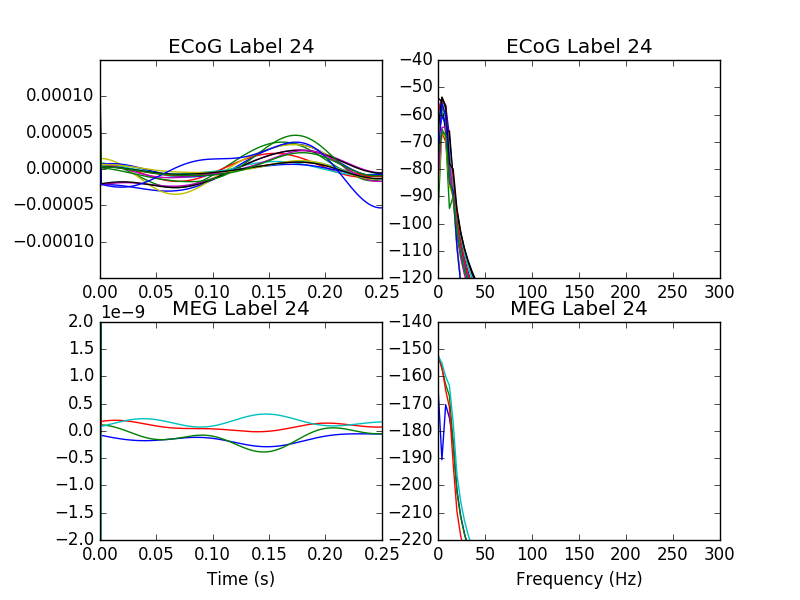 ECoG Label 24
ECoG Label 24
0.00010
0.00005
0.00000
−0.00005
−0.00010
0.00 0.05 0.10 0.15 0.20 0.25
−40
−50
−60
−70
−80
−90
−100
−110
−120
0 50 100 150 200 250 300
1e−9
MEG Label 24
MEG Label 24
2.0
1.5
1.0
0.5
0.0
−0.5
−1.0
−1.5
−2.0
0.00 0.05 0.10 0.15 0.20 0.25
Time (s)
−140
−150
−160
−170
−180
−190
−200
−210
−220
0 50 100 150 200 250 300
Frequency (Hz)